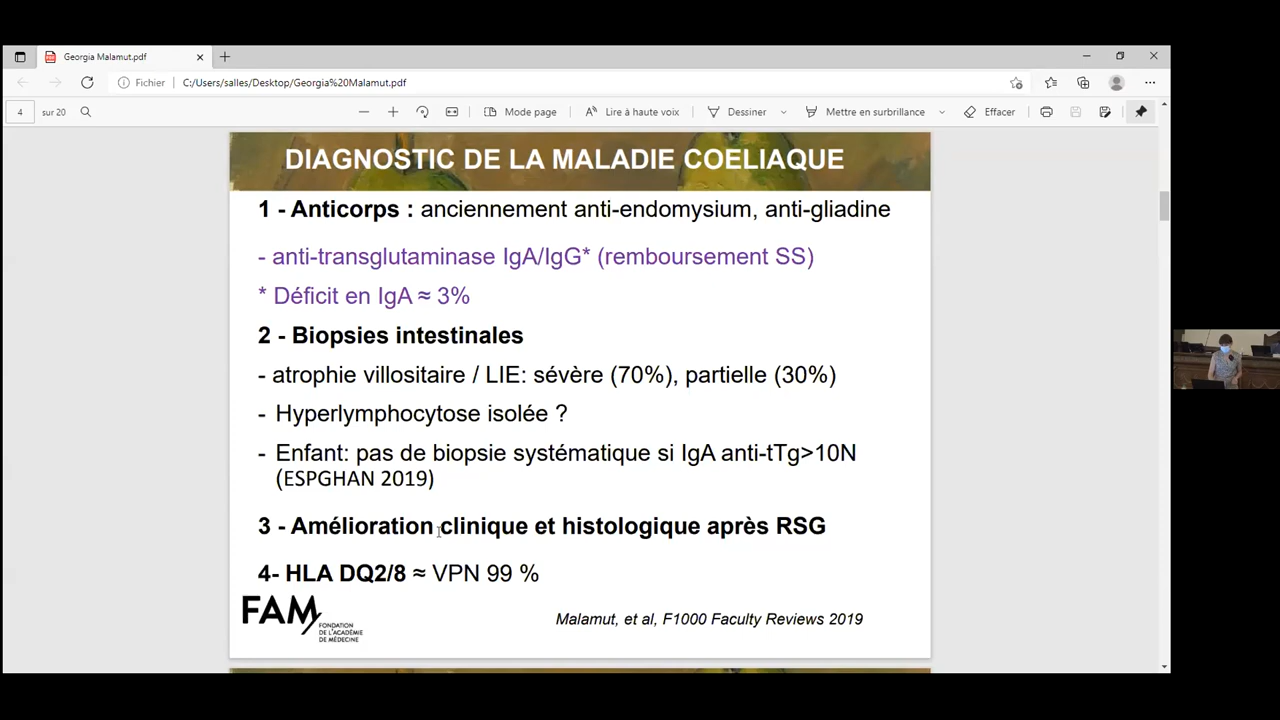 Georgia Malamut.pdf
Fichier
C:/Users/salles/Desktop/Georgia%20Malamut.pdf
4 sur 20
Mode page
Lire à haute voix
Dessiner
Mettre en surbrillance
Effacer
DIAGNOSTIC DE LA MALADIE COELIAQUE
1 - Anticorps : anciennement anti-endomysium, anti-gliadine
- anti-transglutaminase IgA/IgG* (remboursement SS)
* Déficit en IgA ≈ 3%
2 - Biopsies intestinales
- atrophie villositaire / LIE: sévère (70%), partielle (30%)
- Hyperlymphocytose isolée ?
- Enfant: pas de biopsie systématique si IgA anti-tTg>10N
(ESPGHAN 2019)
3 - Amélioration clinique et histologique après RSG
4- HLA DQ2/8 ≈ VPN 99 %
FAM
FONDATION
DE L'ACADÉMIE
DE MÉDECINE
Malamut, et al, F1000 Faculty Reviews 2019